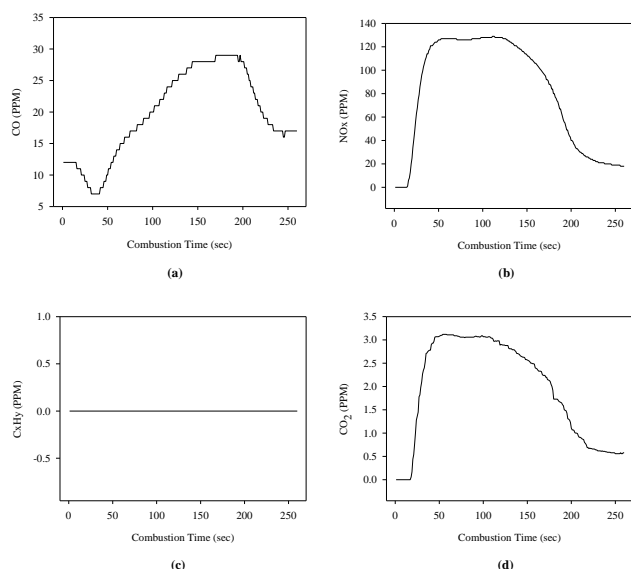 35
30
25
20
15
10
5
CO (PPM)
0 50 100 150 200 250
Combustion Time (sec)
(a)
140
120
100
80
60
40
20
0
NOx (PPM)
0 50 100 150 200 250
Combustion Time (sec)
(b)
1.0
0.5
0.0
-0.5
CxHy (PPM)
0 50 100 150 200 250
Combustion Time (sec)
(c)
3.5
3.0
2.5
2.0
1.5
1.0
0.5
0.0
CO2 (PPM)
0 50 100 150 200 250
Combustion Time (sec)
(d)